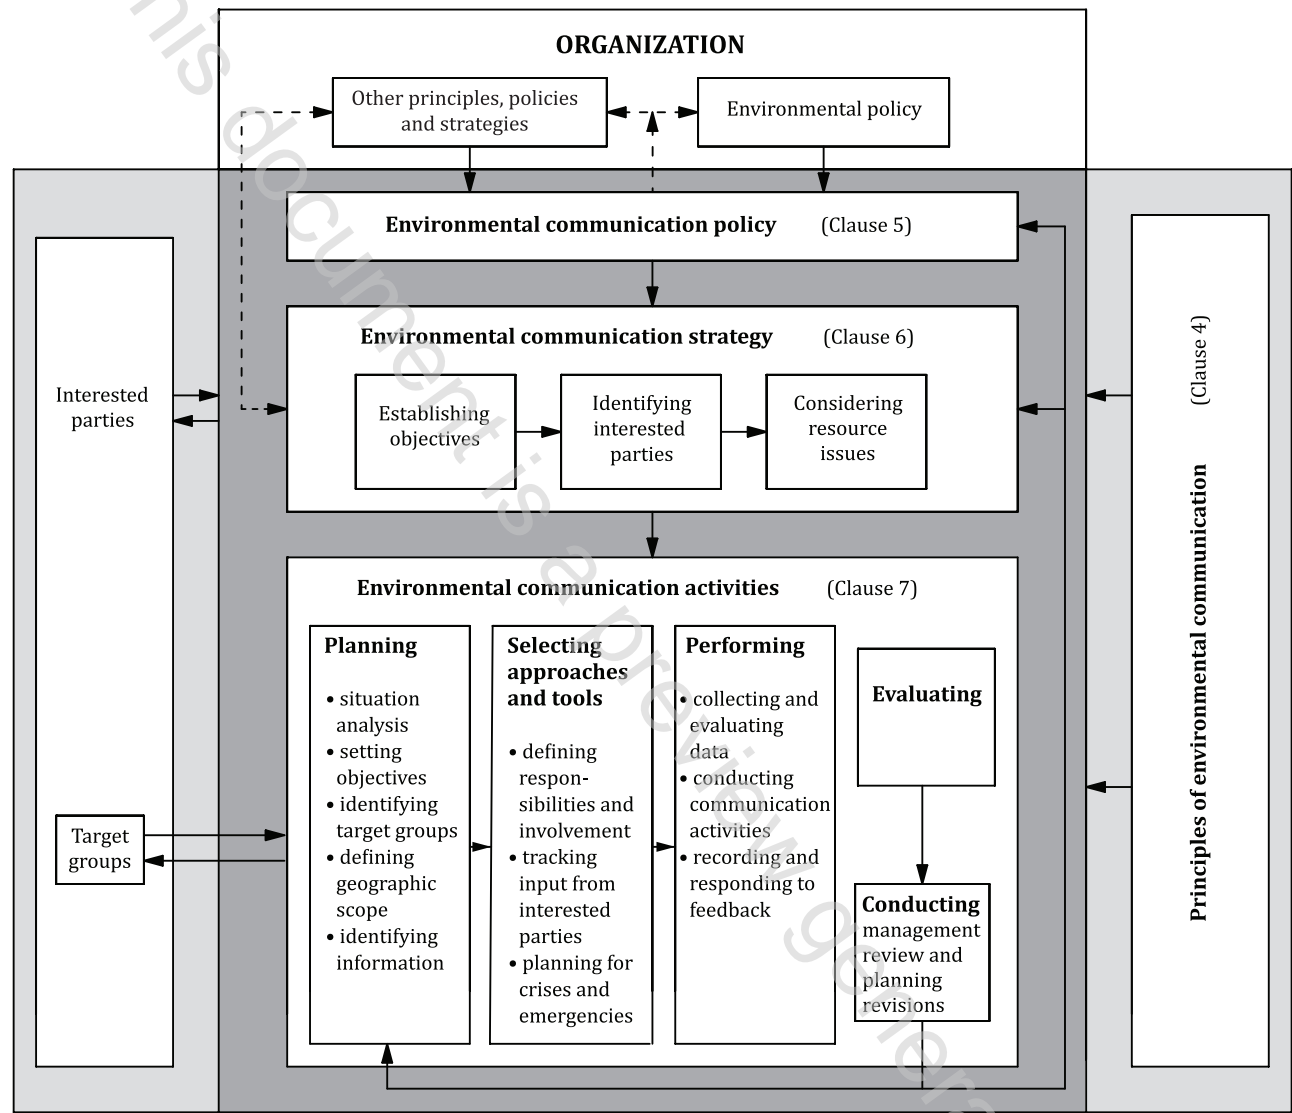 ORGANIZATION
Other principles, policies
and strategies
Environmental policy
Environmental communication policy (Clause 5)
Environmental communication strategy (Clause 6)
Establishing
objectives
Identifying
interested
parties
Considering
resource
issues
Interested
parties
Target
groups
Environmental communication activities (Clause 7)
Planning
• situation
analysis
• setting
objectives
• identifying
target groups
• defining
geographic
scope
• identifying
information
Selecting
approaches
and tools
• defining
respon-
sibilities and
involvement
• tracking
input from
interested
parties
• planning for
crises and
emergencies
Performing
• collecting and
evaluating
data
• conducting
communication
activities
• recording and
responding to
feedback
Evaluating
Conducting
management
review and
planning
revisions
Principles of environmental communication (Clause 4)
his document is a preview genera